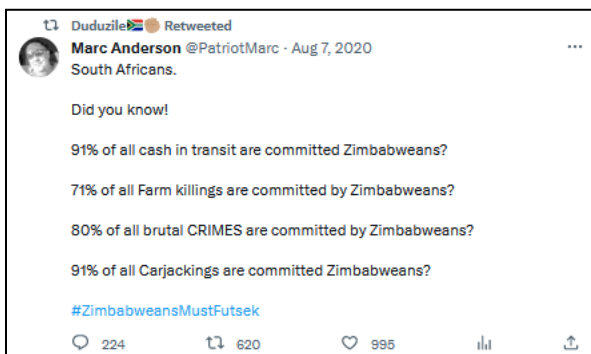 Duduzile Retweeted
Marc Anderson @PatriotMarc · Aug 7, 2020
South Africans.
Did you know!
91% of all cash in transit are committed Zimbabweans?
71% of all Farm killings are committed by Zimbabweans?
80% of all brutal CRIMES are committed by Zimbabweans?
91% of all Carjackings are committed Zimbabweans?
#ZimbabweansMustFutsek
224 620 995